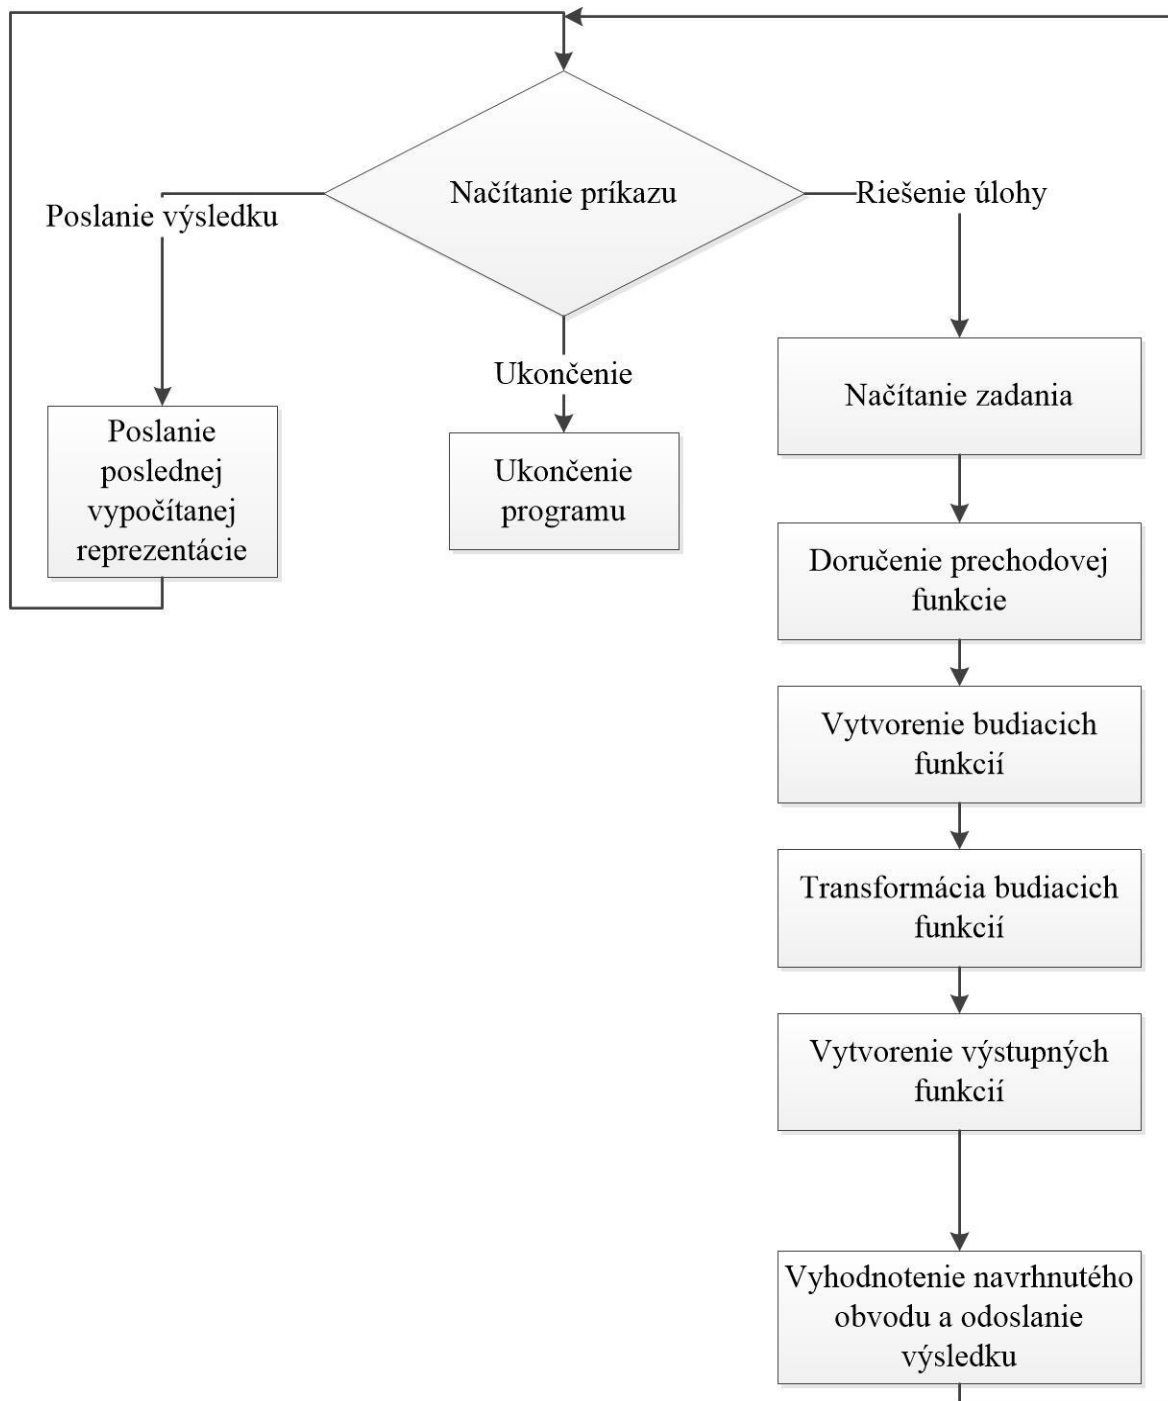 Načítanie príkazu
Poslanie výsledku
Riešenie úlohy
Ukončenie
Poslanie
poslednej
vypočítanej
reprezentácie
Ukončenie
programu
Načítanie zadania
Doručenie prechodovej
funkcie
Vytvorenie budiacich
funkcií
Transformácia budiacich
funkcií
Vytvorenie výstupných
funkcií
Vyhodnotenie navrhnutého
obvodu a odoslanie
výsledku